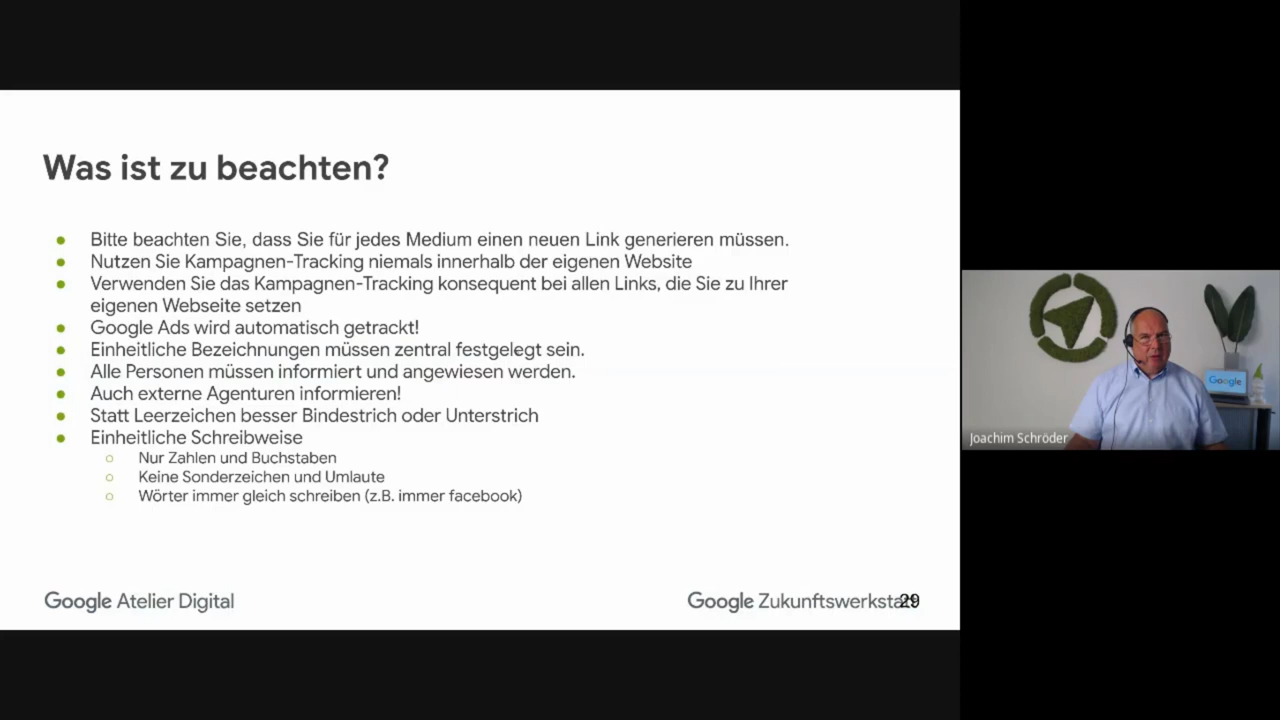 Was ist zu beachten?
● Bitte beachten Sie, dass Sie für jedes Medium einen neuen Link generieren müssen.
● Nutzen Sie Kampagnen-Tracking niemals innerhalb der eigenen Website
● Verwenden Sie das Kampagnen-Tracking konsequent bei allen Links, die Sie zu Ihrer
eigenen Webseite setzen
● Google Ads wird automatisch getrackt!
● Einheitliche Bezeichnungen müssen zentral festgelegt sein.
● Alle Personen müssen informiert und angewiesen werden.
● Auch externe Agenturen informieren!
● Statt Leerzeichen besser Bindestrich oder Unterstrich
● Einheitliche Schreibweise
○ Nur Zahlen und Buchstaben
○ Keine Sonderzeichen und Umlaute
○ Wörter immer gleich schreiben (z.B. immer facebook)
Google Atelier Digital
Google Zukunftswerkstatt 29
Google
Joachim Schröder